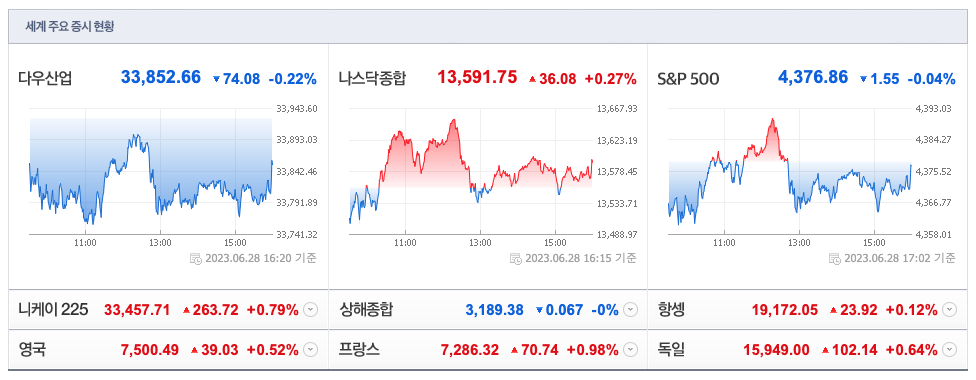 세계 주요 증시 현황
다우산업 33,852.66 ▼ 74.08 -0.22%
33,943.60
33,893.03
33,842.46
33,791.89
33,741.32
11:00 13:00 15:00
2023.06.28 16:20 기준
나스닥종합 13,591.75 ▲ 36.08 +0.27%
13,667.93
13,623.19
13,578.45
13,533.71
13,488.97
11:00 13:00 15:00
2023.06.28 16:15 기준
S&P 500 4,376.86 ▼ 1.55 -0.04%
4,393.03
4,384.27
4,375.52
4,366.77
4,358.01
11:00 13:00 15:00
2023.06.28 17:02 기준
니케이 225 33,457.71 ▲ 263.72 +0.79%
상해종합 3,189.38 ▼ 0.067 -0%
항셍 19,172.05 ▲ 23.92 +0.12%
영국 7,500.49 ▲ 39.03 +0.52%
프랑스 7,286.32 ▲ 70.74 +0.98%
독일 15,949.00 ▲ 102.14 +0.64%